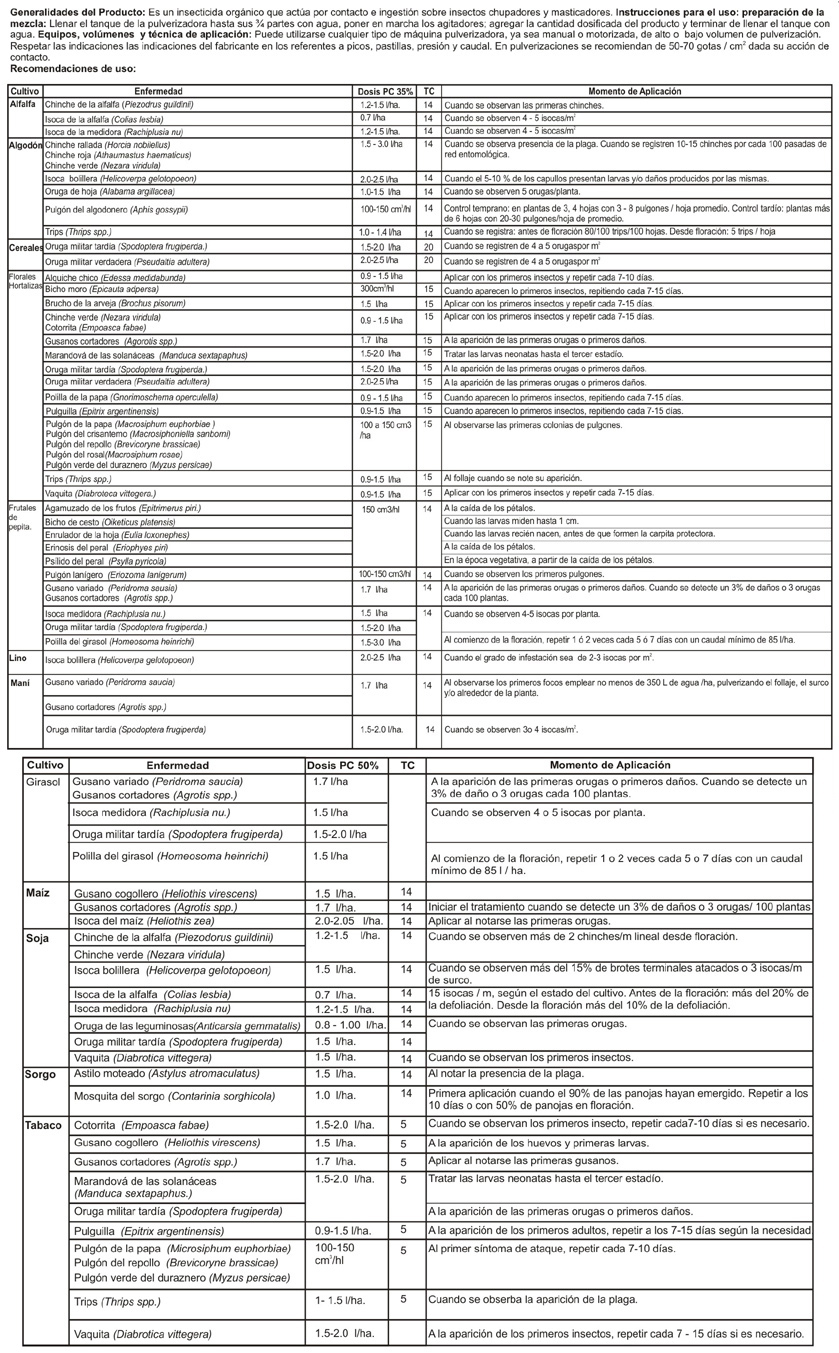 Generalidades del Producto: Es un insecticida orgánico que actúa por contacto e ingestión sobre insectos chupadores y masticadores. Instrucciones para el uso: preparación de la
mezcla: Llenar el tanque de la pulverizadora hasta sus ¾ partes con agua, poner en marcha los agitadores; agregar la cantidad dosificada del producto y terminar de llenar el tanque con
agua. Equipos, volúmenes y técnica de aplicación: Puede utilizarse cualquier tipo de máquina pulverizadora, ya sea manual o motorizada, de alto o bajo volumen de pulverización.
Respetar las indicaciones las indicaciones del fabricante en los referentes a picos, pastillas, presión y caudal. En pulverizaciones se recomiendan de 50-70 gotas / cm² dada su acción de
contacto.
Recomendaciones de uso:
Cultivo Enfermedad Dosis PC 35% TC Momento de Aplicación
Alfalfa Chinche de la alfalfa (Piezodrus guildinii) 1.2-1.5 l/ha. 14 Cuando se observan las primeras chinches.
Isoca de la alfalfa (Colias lesbia) 0.7 l/ha 14 Cuando se observen 4 - 5 isocas/m²
Isoca de la medidora (Rachiplusia nu) 1.2-1.5 l/ha. 14 Cuando se observen 4 - 5 isocas/m²
Algodón Chinche rallada (Horcia nobiiellus) 1.5 - 3.0 l/ha 14 Cuando se observa presencia de la plaga. Cuando se registren 10-15 chinches por cada 100 pasadas de
Chinche roja (Athaumastus haematicus) red entomológica.
Chinche verde (Nezara viridula)
Isoca bolillera (Helicoverpa gelotopoeon) 2.0-2.5 l/ha 14 Cuando el 5-10 % de los capullos presentan larvas y/o daños producidos por las mismas.
Oruga de hoja (Alabama argillacea) 1.0-1.5 l/ha 14 Cuando se observen 5 orugas/planta.
Pulgón del algodonero (Aphis gossypii) 100-150 cm³/hl 14 Control temprano: en plantas de 3, 4 hojas con 3 - 8 pulgones / hoja promedio. Control tardío: plantas más
de 6 hojas con 20-30 pulgones/hoja de promedio.
Trips (Thrips spp.) 1.0 - 1.4 l/ha 14 Cuando se registra: antes de floración 80/100 trips/100 hojas. Desde floración: 5 trips / hoja
Cereales Oruga militar tardía (Spodoptera frugiperda.) 1.5-2.0 l/ha 20 Cuando se registren de 4 a 5 orugaspor m²
Oruga militar verdadera (Pseudaitia adultera) 2.0-2.5 l/ha 20 Cuando se registren de 4 a 5 orugaspor m²
Florales Alquiche chico (Edessa medidabunda) 0.9 - 1.5 l/ha Aplicar con los primeros insectos y repetir cada 7-10 días.
Hortalizas Bicho moro (Epicauta adpersa) 300cm³/hl 15 Cuando aparecen lo primeros insectos, repitiendo cada 7-15 días.
Brucho de la arveja (Brochus pisorum) 1.5 l/ha 15 Aplicar con los primeros insectos y repetir cada 7-15 días.
Chinche verde (Nezara viridula) 0.9 - 1.5 l/ha 15 Aplicar con los primeros insectos y repetir cada 7-15 días.
Cotorrita (Empoasca fabae)
Gusanos cortadores (Agorotis spp.) 1.7 l/ha 15 A la aparición de las primeras orugas o primeros daños.
Marandová de las solanáceas (Manduca sextapaphus) 1.5-2.0 l/ha 15 Tratar las larvas neonatas hasta el tercer estadío.
Oruga militar tardía (Spodoptera frugiperda.) 1.5-2.0 l/ha 15 A la aparición de las primeras orugas o primeros daños.
Oruga militar verdadera (Pseudaitia adultera) 2.0-2.5 l/ha 15 A la aparición de las primeras orugas o primeros daños.
Polilla de la papa (Gnorimoschema operculella) 0.9 - 1.5 l/ha 15 Cuando aparecen lo primeros insectos, repitiendo cada 7-15 días.
Pulguilla (Epitrix argentinensis) 0.9-1.5 l/ha 15 Cuando aparecen lo primeros insectos, repitiendo cada 7-15 días.
Pulgón de la papa (Macrosiphum euphorbiae ) 100 a 150 cm3 15 Al observarse las primeras colonias de pulgones.
Pulgón del crisantemo (Macrosiphoniella sanborni) /ha
Pulgón del repollo (Brevicoryne brassicae)
Pulgón del rosal(Macrosiphum rosae)
Pulgón verde del duraznero (Myzus persicae)
Trips (Thrips spp.) 0.9-1.5 l/ha 15 Al follaje cuando se note su aparición.
Vaquita (Diabroteca vittegera.) 0.9-1.5 l/ha 15 Aplicar con los primeros insectos y repetir cada 7-15 días.
Frutales Agamuzado de los frutos (Epitrimerus piri.) 150 cm3/hl 14 A la caída de los pétalos.
de Bicho de cesto (Oiketicus platensis) Cuando las larvas miden hasta 1 cm.
pepita. Enrulador de la hoja (Eulia loxonephes) Cuando las larvas recién nacen, antes de que formen la carpita protectora.
Erinosis del peral (Eriophyes piri) A la caída de los pétalos.
Psílido del peral (Psylla pyricola) En la época vegetativa, a partir de la caída de los pétalos.
Pulgón lanígero (Eriozoma lanigerum) 100-150 cm3/hl 14 Cuando se observen los primeros pulgones.
Gusano variado (Peridroma sausia) 1.7 l/ha 14 A la aparición de las primeras orugas o primeros daños. Cuando se detecte un 3% de daños o 3 orugas
Gusanos cortadores (Agrotis spp.) cada 100 plantas.
Isoca medidora (Rachiplusia nu.) 1.5 l/ha 14 Cuando se observen 4-5 isocas por planta.
Oruga militar tardía (Spodoptera frugiperda.) 1.5-2.0 l/ha
Polilla del girasol (Homeosoma heinrichi) 1.5-3.0 l/ha Al comienzo de la floración, repetir 1 ó 2 veces cada 5 ó 7 días con un caudal mínimo de 85 l/ha.
Lino Isoca bolillera (Helicoverpa gelotopoeon) 2.0-2.5 l/ha 14 Cuando el grado de infestación sea de 2-3 isocas por m².
Maní Gusano variado (Peridroma saucia) 1.7 l/ha 14 Al observarse los primeros focos emplear no menos de 350 L de agua /ha, pulverizando el follaje, el surco
y/o alrededor de la planta.
Gusanos cortadores (Agrotis spp.)
Oruga militar tardía (Spodoptera frugiperda) 1.5-2.0 l/ha. 14 Cuando se observen 3o 4 isocas/m².
Cultivo Enfermedad Dosis PC 50% TC Momento de Aplicación
Girasol Gusano variado (Peridroma saucia) 1.7 l/ha A la aparición de las primeras orugas o primeros daños. Cuando se detecte un
Gusanos cortadores (Agrotis spp.) 3% de daño o 3 orugas cada 100 plantas.
Isoca medidora (Rachiplusia nu.) 1.5 l/ha Cuando se observen 4 o 5 isocas por planta.
Oruga militar tardía (Spodoptera frugiperda) 1.5-2.0 l/ha
Polilla del girasol (Homeosoma heinrichi) 1.5 l/ha Al comienzo de la floración, repetir 1 o 2 veces cada 5 o 7 días con un caudal
mínimo de 85 l / ha.
Maíz Gusano cogollero (Heliothis virescens) 1.5 l/ha. 14
Gusanos cortadores (Agrotis spp.) 1.7 l/ha. 14 Iniciar el tratamiento cuando se detecte un 3% de daños o 3 orugas/ 100 plantas
Isoca del maíz (Heliothis zea) 2.0-2.05 l/ha. 14 Aplicar al notarse las primeras orugas.
Soja Chinche de la alfalfa (Piezodorus guildinii) 1.2-1.5 l/ha. 14 Cuando se observen más de 2 chinches/m lineal desde floración.
Chinche verde (Nezara viridula)
Isoca bolillera (Helicoverpa gelotopoeon) 1.5 l/ha. 14 Cuando se observen más del 15% de brotes terminales atacados o 3 isocas/m
de surco.
Isoca de la alfalfa (Colias lesbia) 0.7 l/ha 14 15 isocas / m, según el estado del cultivo. Antes de la floración: más del 20% de
Isoca medidora (Rachiplusia nu) 1.2-1.5 l/ha. 14 la defoliación. Desde la floración más del 10% de la defoliación.
Oruga de las leguminosas(Anticarsia gemmatalis) 0.8 - 1.00 l/ha. 14 Cuando se observan las primeras orugas.
Oruga militar tardía (Spodoptera frugiperda) 1.5 l/ha. 14
Vaquita (Diabrotica vittegera) 1.5 l/ha. 14 Cuando se observan los primeros insectos.
Sorgo Astilo moteado (Astylus atromaculatus) 1.5 l/ha. 14 Al notar la presencia de la plaga.
Mosquita del sorgo (Contarinia sorghicola) 1.0 l/ha. 14 Primera aplicación cuando el 90% de las panojas hayan emergido. Repetir a los
10 días o con 50% de panojas en floración.
Tabaco Cotorrita (Empoasca fabae) 1.5-2.0 l/ha. 5 Cuando se observan los primeros insecto, repetir cada7-10 días si es necesario.
Gusano cogollero (Heliothis virescens) 1.5 l/ha. 5 A la aparición de los huevos y primeras larvas.
Gusanos cortadores (Agrotis spp.) 1.7 l/ha. 5 Aplicar al notarse las primeras gusanos.
Marandová de las solanáceas 1.5-2.0 l/ha. 5 Tratar las larvas neonatas hasta el tercer estadío.
(Manduca sextapaphus.)
Oruga militar tardía (Spodoptera frugiperda) A la aparición de las primeras orugas o primeros daños.
Pulguilla (Epitrix argentinensis) 0.9-1.5 l/ha. 5 A la aparición de los primeros adultos, repetir a los 7-15 días según la necesidad
Pulgón de la papa (Microsiphum euphorbiae) 100-150 5 Al primer síntoma de ataque, repetir cada 7-10 días.
Pulgón del repollo (Brevicoryne brassicae) cm³/hl
Pulgón verde del duraznero (Myzus persicae)
Trips (Thrips spp.) 1- 1.5 l/ha. 5 Cuando se obserba la aparición de la plaga.
Vaquita (Diabrotica vittegera) 1.5-2.0 l/ha. A la aparición de los primeros insectos, repetir cada 7 - 15 días si es necesario.